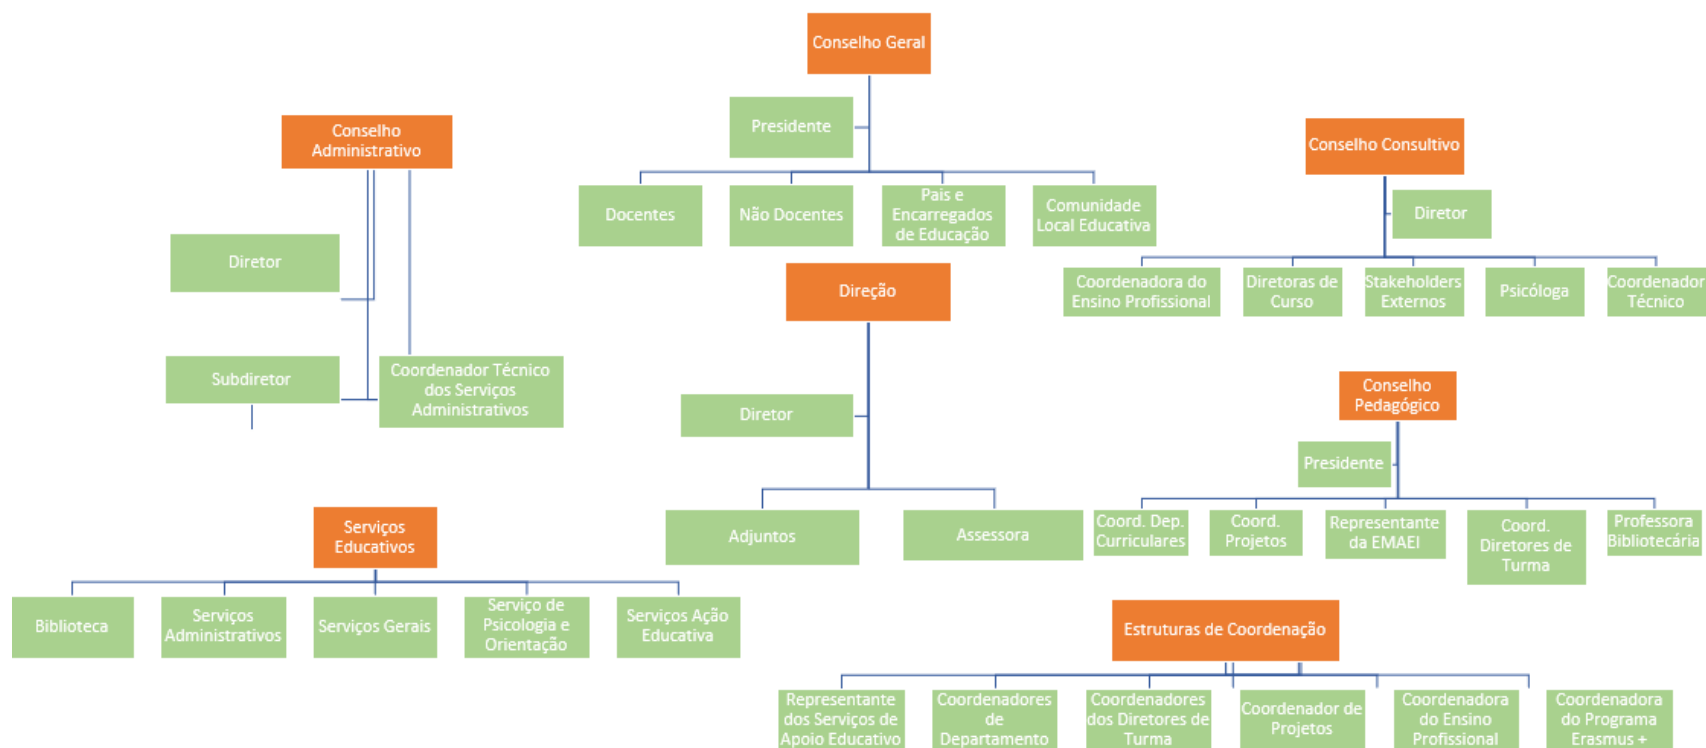 Conselho Geral
Presidente
Docentes
Não Docentes
Pais e
Encarregados
de Educação
Comunidade
Local Educativa
Conselho
Administrativo
Diretor
Subdiretor
Coordenador Técnico
dos Serviços
Administrativos
Conselho Consultivo
Diretor
Coordenadora do
Ensino Profissional
Diretoras de
Curso
Stakeholders
Externos
Psicóloga
Coordenador
Técnico
Direção
Diretor
Adjuntos
Assessora
Conselho
Pedagógico
Presidente
Coord. Dep.
Curriculares
Coord.
Projetos
Representante
da EMAEI
Coord.
Diretores de
Turma
Professora
Bibliotecária
Serviços
Educativos
Biblioteca
Serviços
Administrativos
Serviços Gerais
Serviço de
Psicologia e
Orientação
Serviços Ação
Educativa
Estruturas de Coordenação
Representante
dos Serviços de
Apoio Educativo
Coordenadores
de
Departamento
Coordenadores
dos Diretores de
Turma
Coordenador de
Projetos
Coordenadora
do Ensino
Profissional
Coordenadora
do Programa
Erasmus +